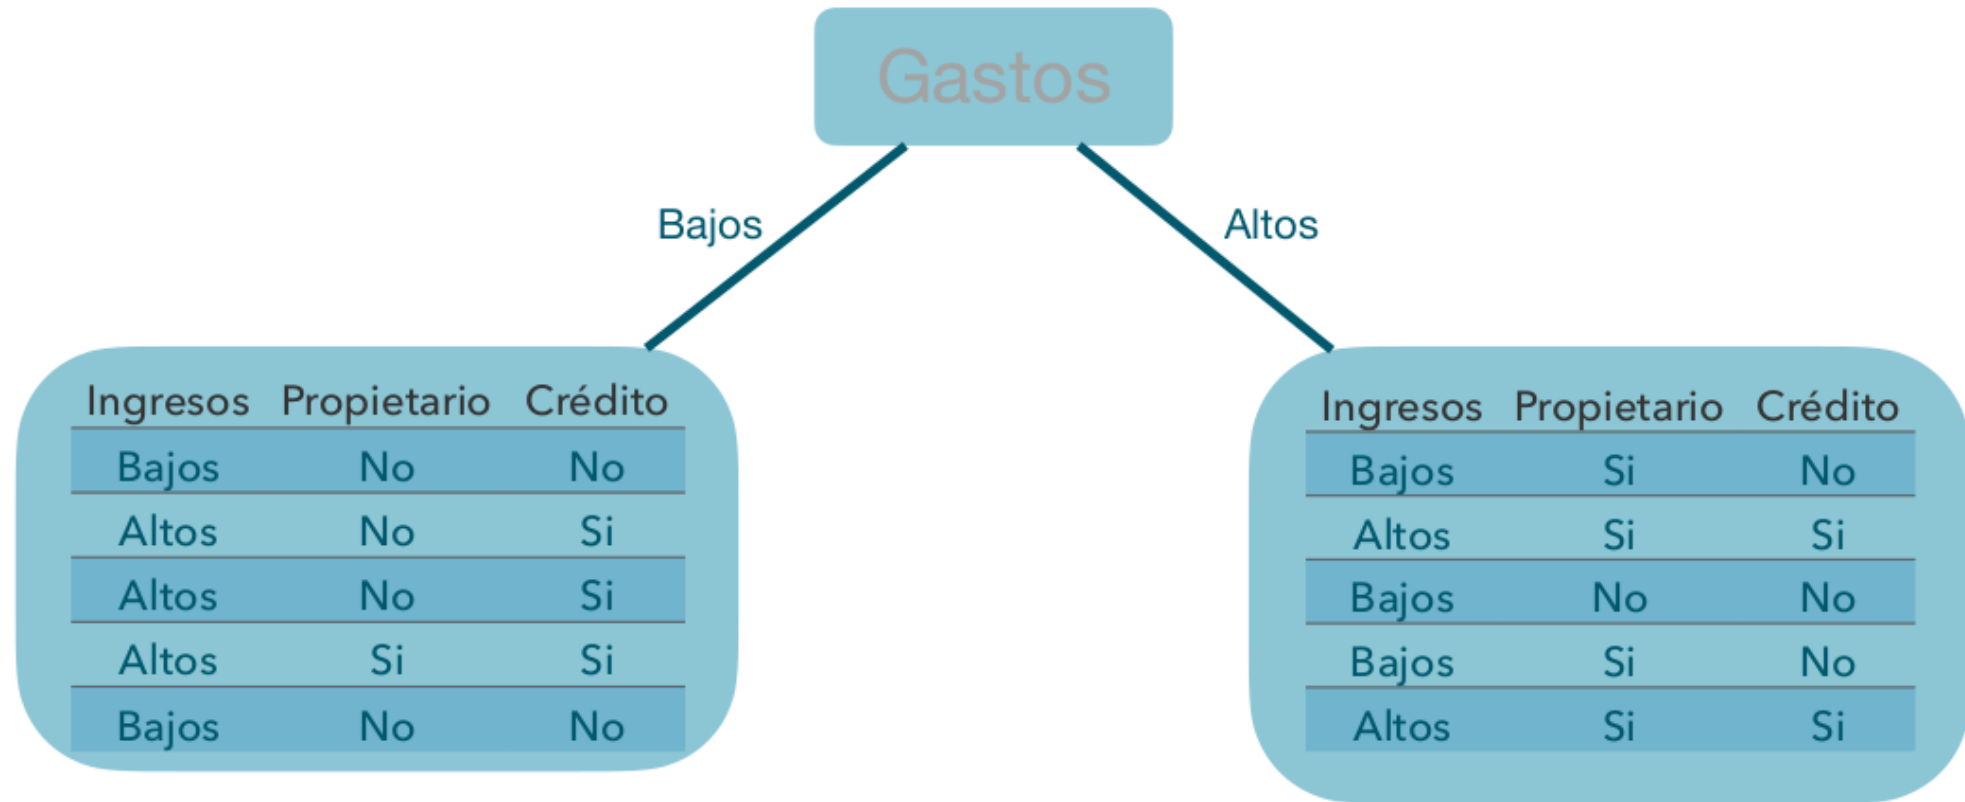 Gastos
Bajos
Altos
Ingresos Propietario Crédito
Bajos No No
Altos No Si
Altos No Si
Altos Si Si
Bajos No No
Ingresos Propietario Crédito
Bajos Si No
Altos Si Si
Bajos No No
Bajos Si No
Altos Si Si